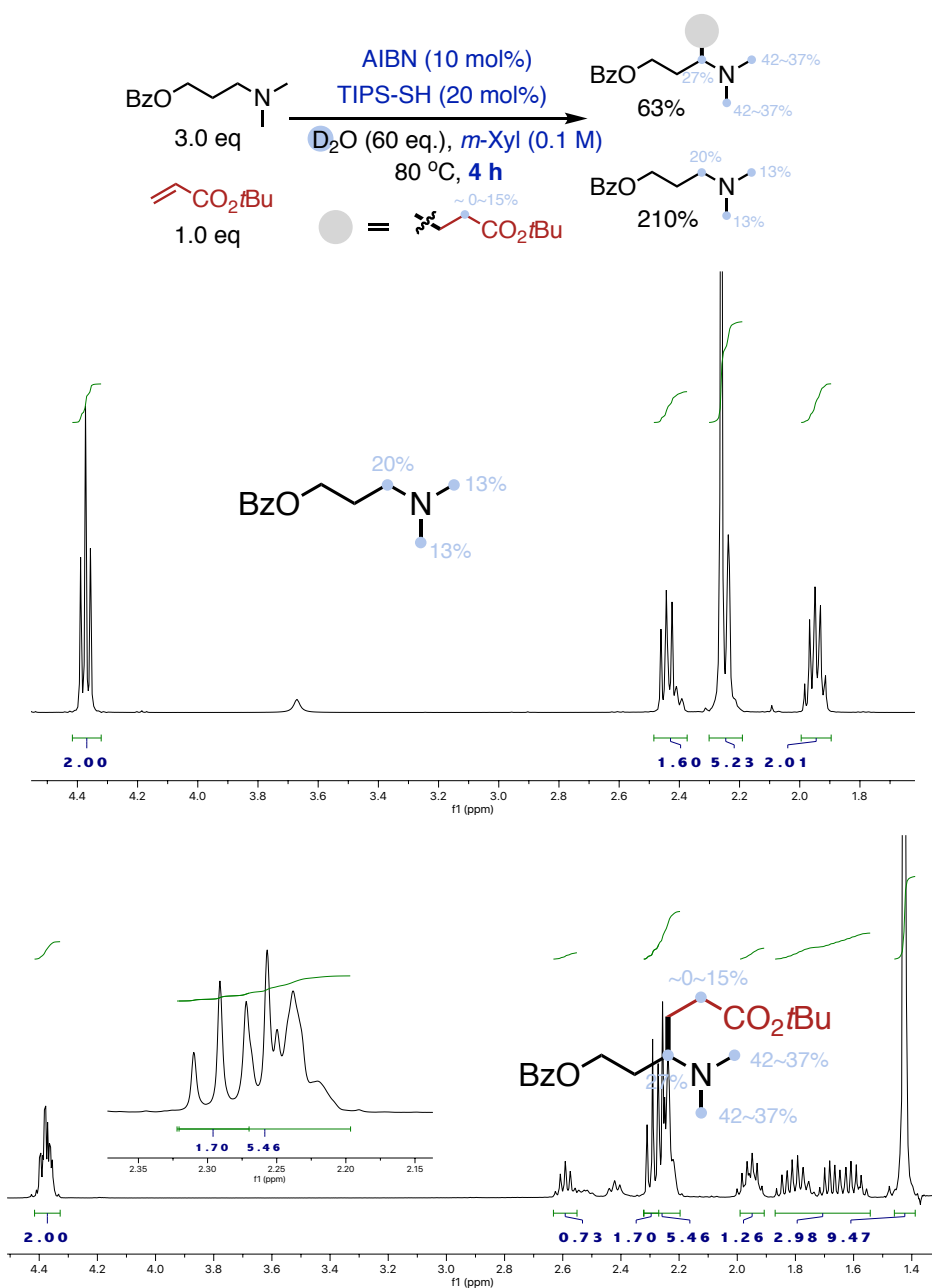 AIBN (10 mol%)
TIPS-SH (20 mol%)
D2O (60 eq.), m-Xyl (0.1 M)
80 °C, 4 h
BzO
N
3.0 eq
CO2tBu
1.0 eq
=
~ 0~15%
CO2tBu
BzO
N
27%
42~37%
42~37%
63%
BzO
N
20%
13%
13%
210%
BzO
N
20%
13%
13%
2.00
1.60 5.23 2.01
4.4 4.2 4.0 3.8 3.6 3.4 3.2 3.0 2.8 2.6 2.4 2.2 2.0 1.8
f1 (ppm)
~0~15%
CO2tBu
BzO
N
27%
42~37%
42~37%
1.70 5.46
2.35 2.30 2.25 2.20 2.15
f1 (ppm)
2.00
0.73 1.70 5.46 1.26 2.98 9.47
4.4 4.2 4.0 3.8 3.6 3.4 3.2 3.0 2.8 2.6 2.4 2.2 2.0 1.8 1.6 1.4
f1 (ppm)